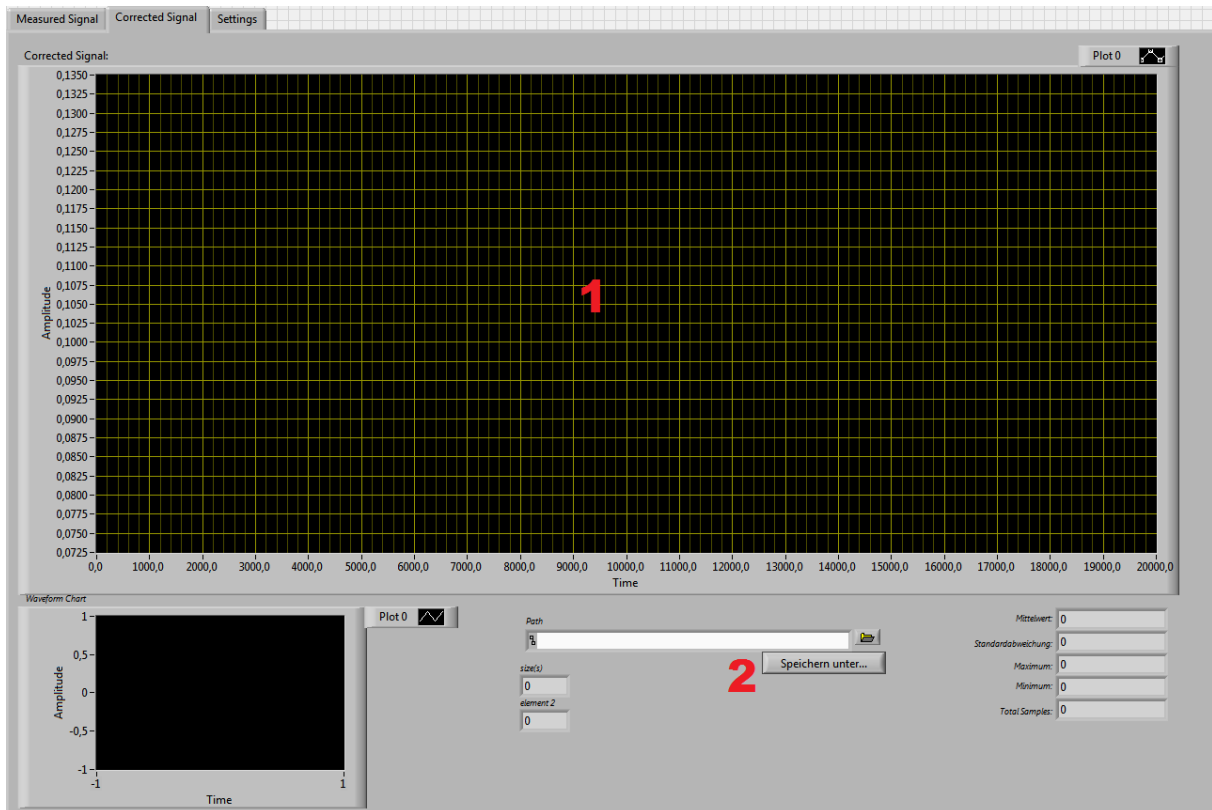 Measured Signal Corrected Signal Settings
Corrected Signal:
Plot 0
0,1350
0,1325
0,1300
0,1275
0,1250
0,1225
0,1200
0,1175
0,1150
0,1125
0,1100
0,1075
0,1050
0,1025
0,1000
0,0975
0,0950
0,0925
0,0900
0,0875
0,0850
0,0825
0,0800
0,0775
0,0750
0,0725
Amplitude
1
0,0 1000,0 2000,0 3000,0 4000,0 5000,0 6000,0 7000,0 8000,0 9000,0 10000,0 11000,0 12000,0 13000,0 14000,0 15000,0 16000,0 17000,0 18000,0 19000,0 20000,0
Time
Waveform Chart
Plot 0
1
0,5
0
-0,5
-1
Amplitude
-1 1
Time
Path
2
Speichern unter...
size(s)
0
element 2
0
Mittelwert: 0
Standardabweichung: 0
Maximum: 0
Minimum: 0
Total Samples: 0